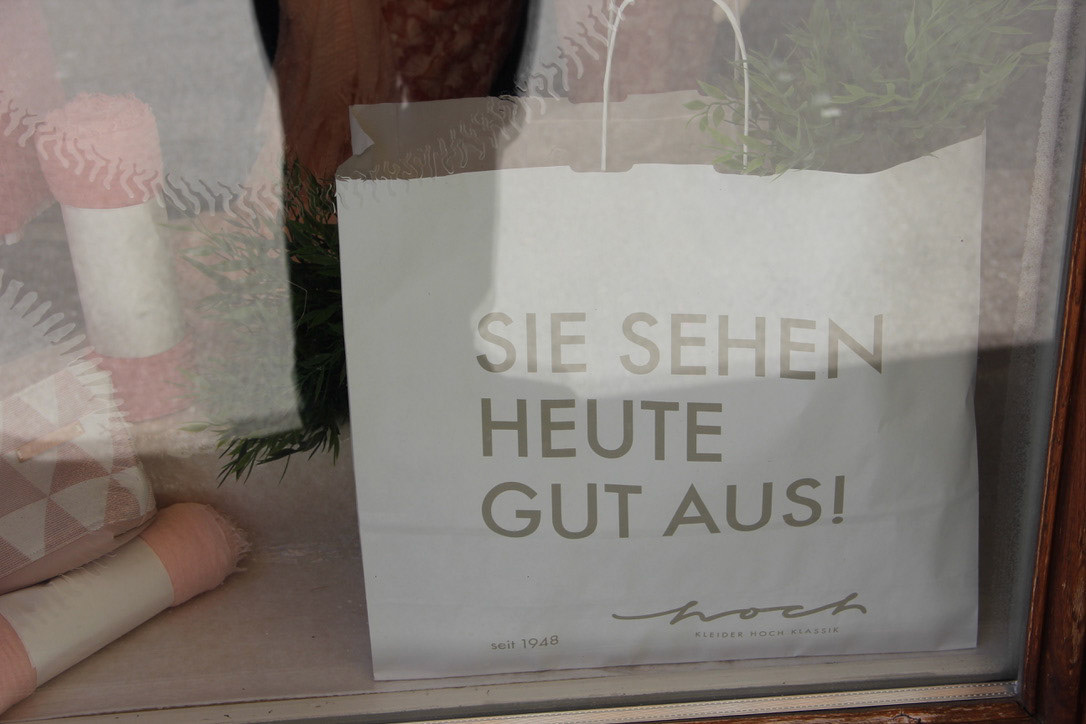 SIE SEHEN
HEUTE
GUT AUS!
hoch
KLEIDER HOCH KLASSIK
seit 1948